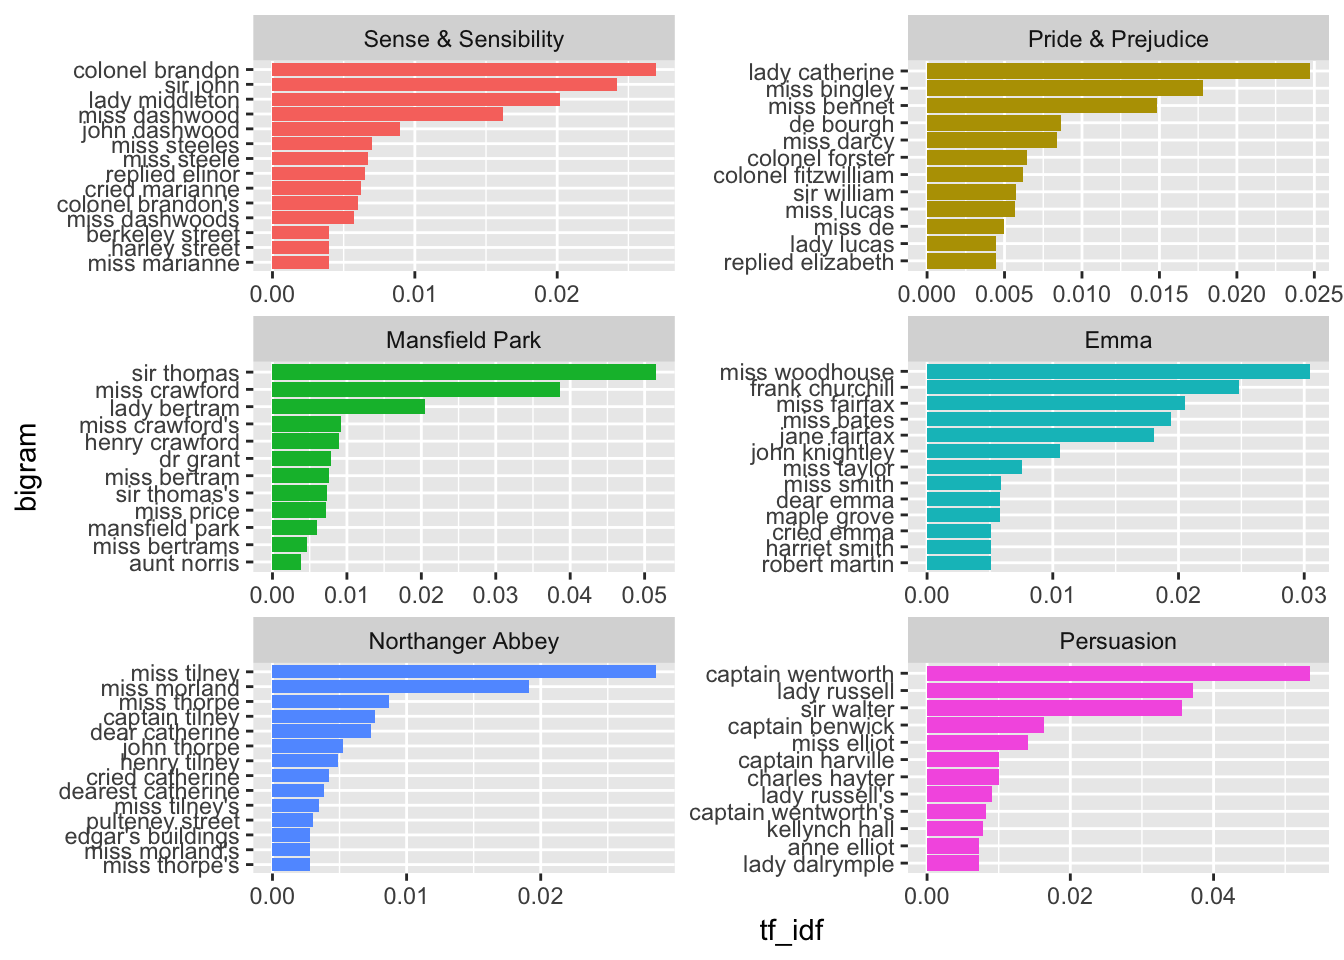 Sense & Sensibility
colonel brandon
sir john
lady middleton
miss dashwood
john dashwood
miss steeles
miss steele
replied elinor
cried marianne
colonel brandon's
miss dashwoods
berkeley street
harley street
miss marianne
0.00 0.01 0.02
Pride & Prejudice
lady catherine
miss bingley
miss bennet
de bourgh
miss darcy
colonel forster
colonel fitzwilliam
sir william
miss lucas
miss de
lady lucas
replied elizabeth
0.000 0.005 0.010 0.015 0.020 0.025
Mansfield Park
sir thomas
miss crawford
lady bertram
miss crawford's
henry crawford
dr grant
miss bertram
sir thomas's
miss price
mansfield park
miss bertrams
aunt norris
0.00 0.01 0.02 0.03 0.04 0.05
Emma
miss woodhouse
frank churchill
miss fairfax
miss bates
jane fairfax
john knightley
miss taylor
miss smith
dear emma
maple grove
cried emma
harriet smith
robert martin
0.00 0.01 0.02 0.03
Northanger Abbey
miss tilney
miss morland
miss thorpe
captain tilney
dear catherine
john thorpe
henry tilney
cried catherine
dearest catherine
miss tilney's
pulteney street
edgar's buildings
miss morland's
miss thorpe's
0.00 0.01 0.02
Persuasion
captain wentworth
lady russell
sir walter
captain benwick
miss elliot
captain harville
charles hayter
lady russell's
captain wentworth's
kellynch hall
anne elliot
lady dalrymple
0.00 0.02 0.04
bigram
tf_idf